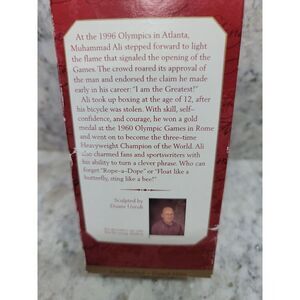 At the 1996 Olympics in Atlanta,
Muhammad Ali stepped forward to light
the flame that signaled the opening of the
Games. The crowd roared its approval of
the man and endorsed the claim he made
early in his career: "I am the Greatest!"
Ali took up boxing at the age of 12, after
his bicycle was stolen. With skill, self-
confidence, and courage, he won a gold
medal at the 1960 Olympic Games in Rome
and went on to become the three-time
Heavyweight Champion of the World. Ali
also charmed fans and sportswriters with
his ability to turn a clever phrase. Who can
forget "Rope-a-Dope" or "Float like a
butterfly, sting like a bee!"
Sculpted by
Duane Unruh